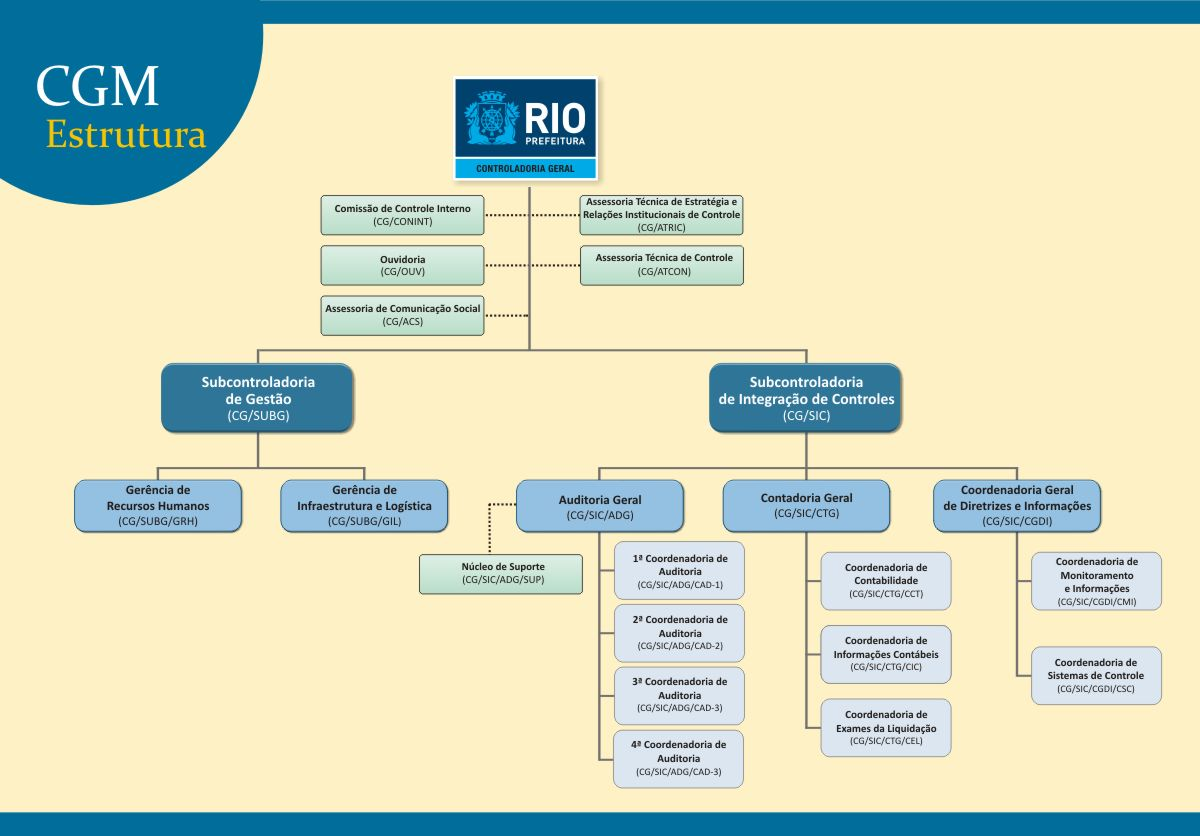 CGM
Estrutura
RIO
PREFEITURA
CONTROLADORIA GERAL
Comissão de Controle Interno
(CG/CONINT)
Assessoria Técnica de Estratégia e
Relações Institucionais de Controle
(CG/ATRIC)
Ouvidoria
(CG/OUV)
Assessoria Técnica de Controle
(CG/ATCON)
Assessoria de Comunicação Social
(CG/ACS)
Subcontroladoria
de Gestão
(CG/SUBG)
Subcontroladoria
de Integração de Controles
(CG/SIC)
Gerência de
Recursos Humanos
(CG/SUBG/GRH)
Gerência de
Infraestrutura e Logística
(CG/SUBG/GIL)
Auditoria Geral
(CG/SIC/ADG)
Contadoria Geral
(CG/SIC/CTG)
Coordenadoria Geral
de Diretrizes e Informações
(CG/SIC/CGDI)
Núcleo de Suporte
(CG/SIC/ADG/SUP)
1ª Coordenadoria de
Auditoria
(CG/SIC/ADG/CAD-1)
2ª Coordenadoria de
Auditoria
(CG/SIC/ADG/CAD-2)
3ª Coordenadoria de
Auditoria
(CG/SIC/ADG/CAD-3)
4ª Coordenadoria de
Auditoria
(CG/SIC/ADG/CAD-3)
Coordenadoria de
Contabilidade
(CG/SIC/CTG/CCT)
Coordenadoria de
Informações Contábeis
(CG/SIC/CTG/CIC)
Coordenadoria de
Exames da Liquidação
(CG/SIC/CTG/CEL)
Coordenadoria de
Monitoramento
e Informações
(CG/SIC/CGDI/CMI)
Coordenadoria de
Sistemas de Controle
(CG/SIC/CGDI/CSC)